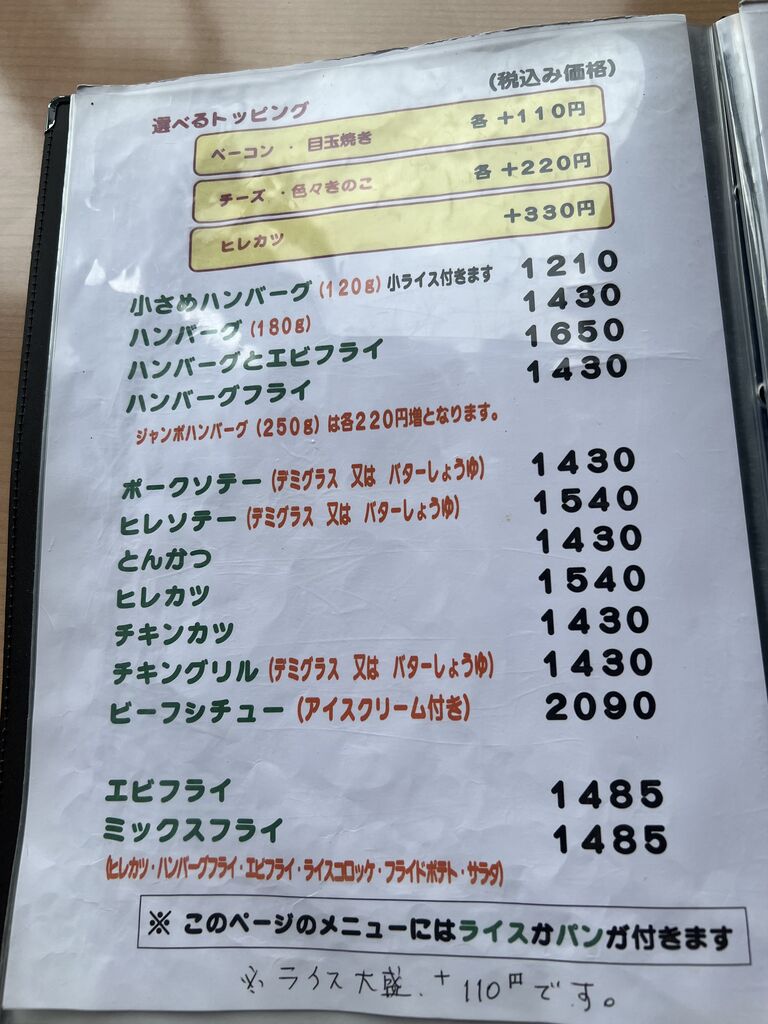 (税込み価格)
選べるトッピング
ベーコン ・ 目玉焼き 各 +110円
チーズ ・色々きのこ 各 +220円
ヒレカツ +330円
小さめハンバーグ(120g)小ライス付きます 1210
ハンバーグ(180g) 1430
ハンバーグとエビフライ 1650
ハンバーグフライ 1430
ジャンボハンバーグ(250g)は各220円増となります。
ポークソテー(デミグラス 又は バターしょうゆ) 1430
ヒレソテー(デミグラス 又は バターしょうゆ) 1540
とんかつ 1430
ヒレカツ 1540
チキンカツ 1430
チキングリル(デミグラス 又は バターしょうゆ) 1430
ビーフシチュー(アイスクリーム付き) 2090
エビフライ 1485
ミックスフライ 1485
(ヒレカツ・ハンバーグフライ・エビフライ・ライスコロッケ・フライドポテト・サラダ)
※ このページのメニューにはライスかパンが付きます
※ ライス大盛、+110円です。